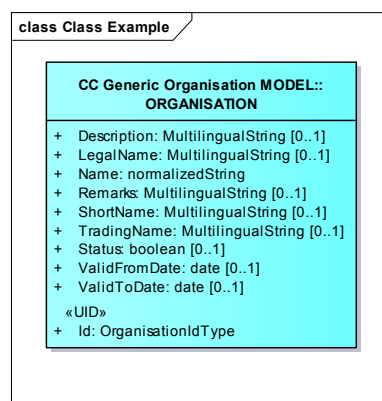 class Class Example
CC Generic Organisation MODEL::
ORGANISATION
+ Description: MultilingualString [0..1]
+ LegalName: MultilingualString [0..1]
+ Name: normalizedString
+ Remarks: MultilingualString [0..1]
+ ShortName: MultilingualString [0..1]
+ TradingName: MultilingualString [0..1]
+ Status: boolean [0..1]
+ ValidFromDate: date [0..1]
+ ValidToDate: date [0..1]
«UID»
+ Id: OrganisationIdType